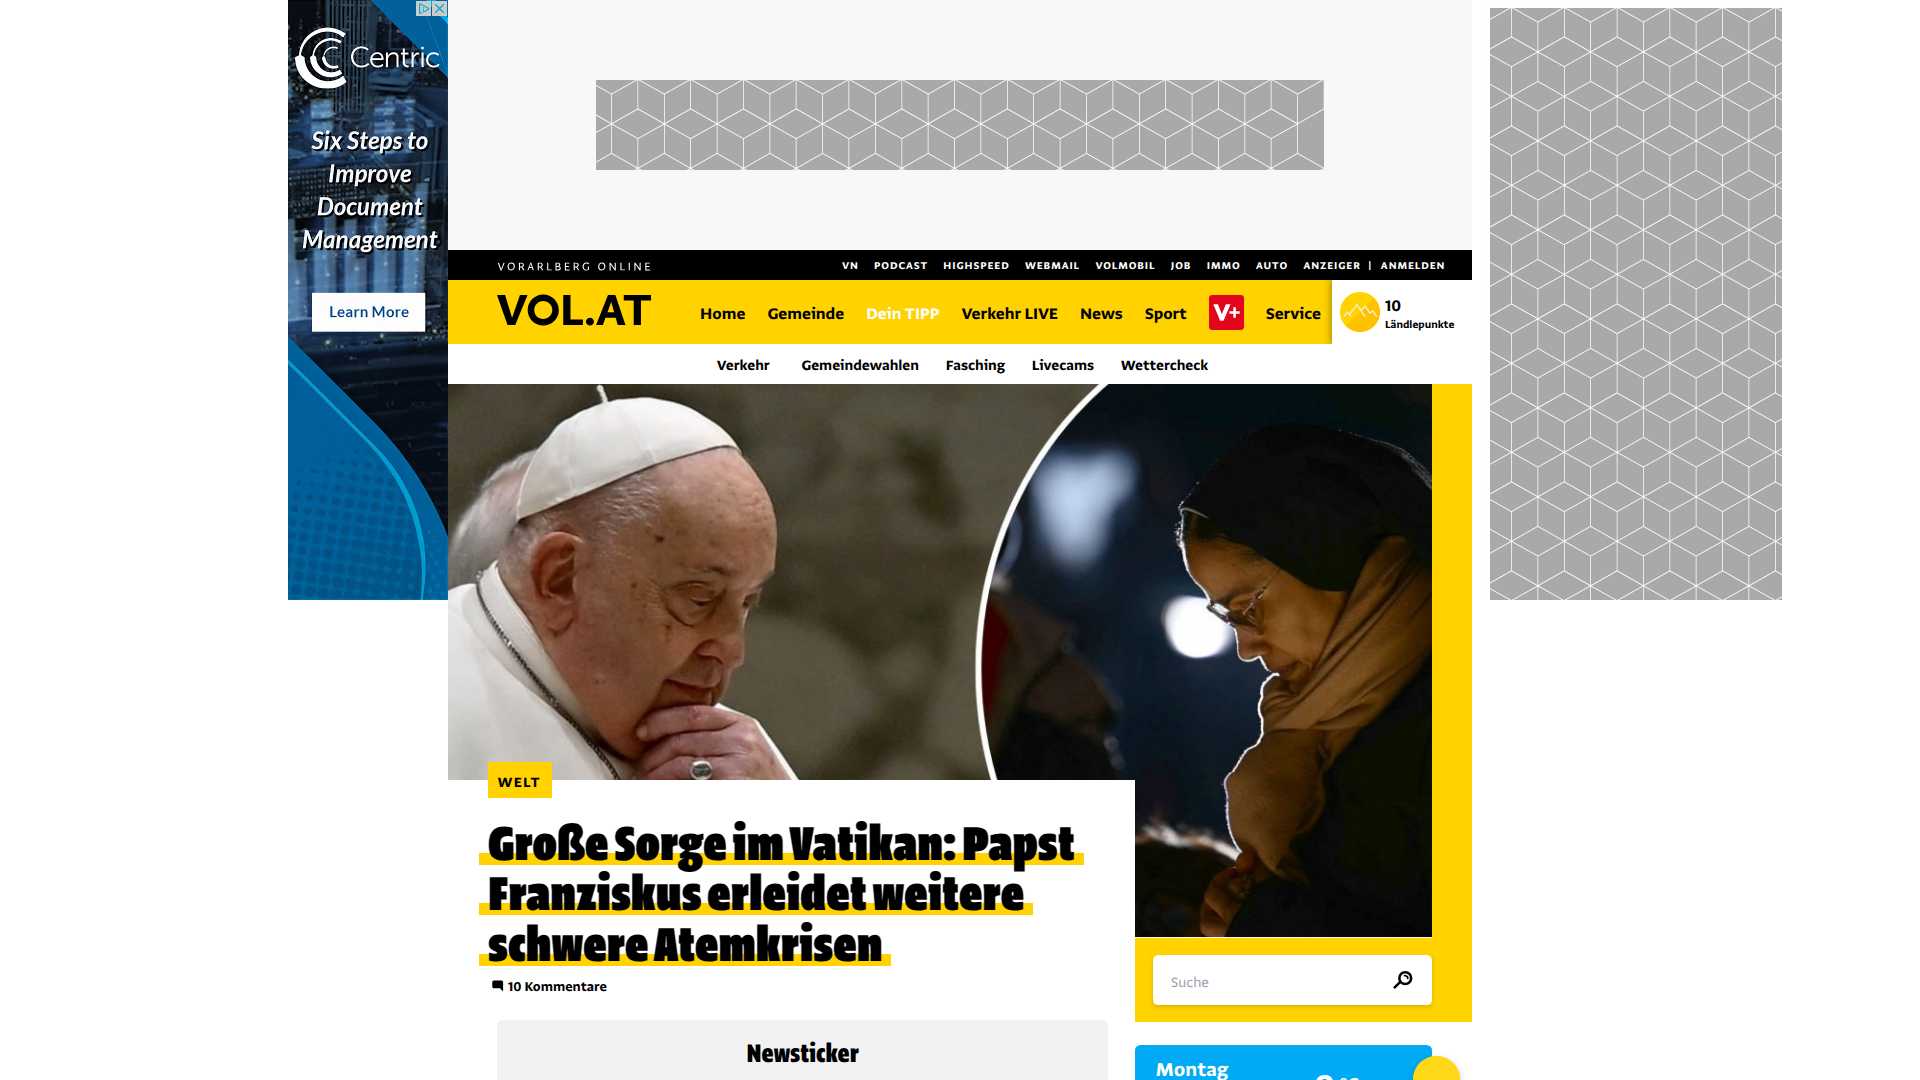 Centric
Six Steps to
Improve
Document
Management
Learn More
VORARLBERG ONLINE
VN PODCAST HIGHSPEED WEBMAIL VOLMOBIL JOB IMMO AUTO ANZEIGER | ANMELDEN
VOL.AT
Home Gemeinde Dein TIPP Verkehr LIVE News Sport V+ Service
10
Ländlepunkte
Verkehr Gemeindewahlen Fasching Livecams Wettercheck
WELT
Große Sorge im Vatikan: Papst
Franziskus erleidet weitere
schwere Atemkrisen
10 Kommentare
Suche
Newsticker
Montag